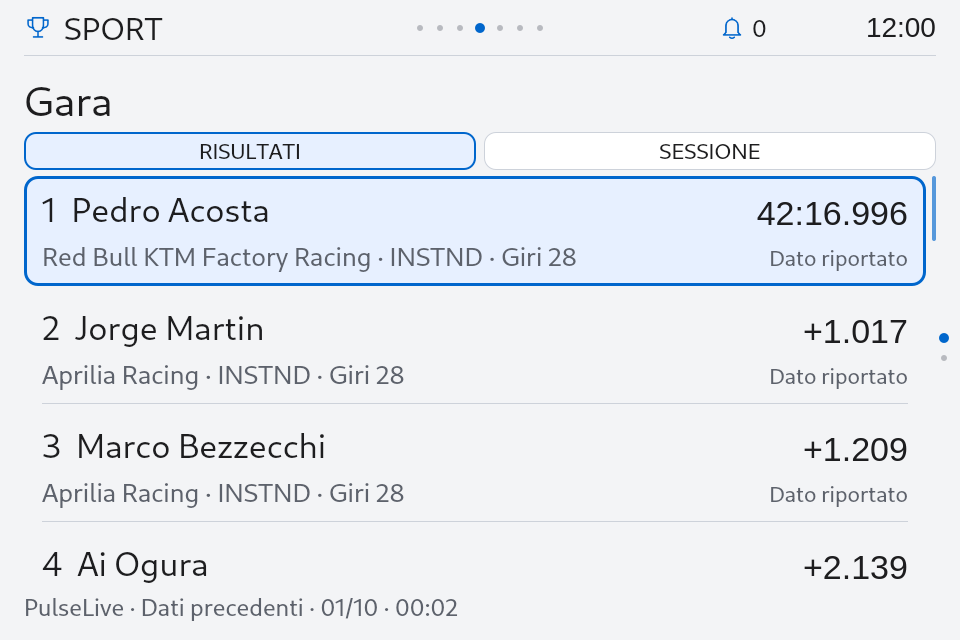 SPORT
0
12:00
Gara
RISULTATI
SESSIONE
1 Pedro Acosta
42:16.996
Red Bull KTM Factory Racing · INSTND · Giri 28
Dato riportato
2 Jorge Martin
+1.017
Aprilia Racing · INSTND · Giri 28
Dato riportato
3 Marco Bezzecchi
+1.209
Aprilia Racing · INSTND · Giri 28
Dato riportato
4 Ai Ogura
+2.139
PulseLive · Dati precedenti · 01/10 · 00:02